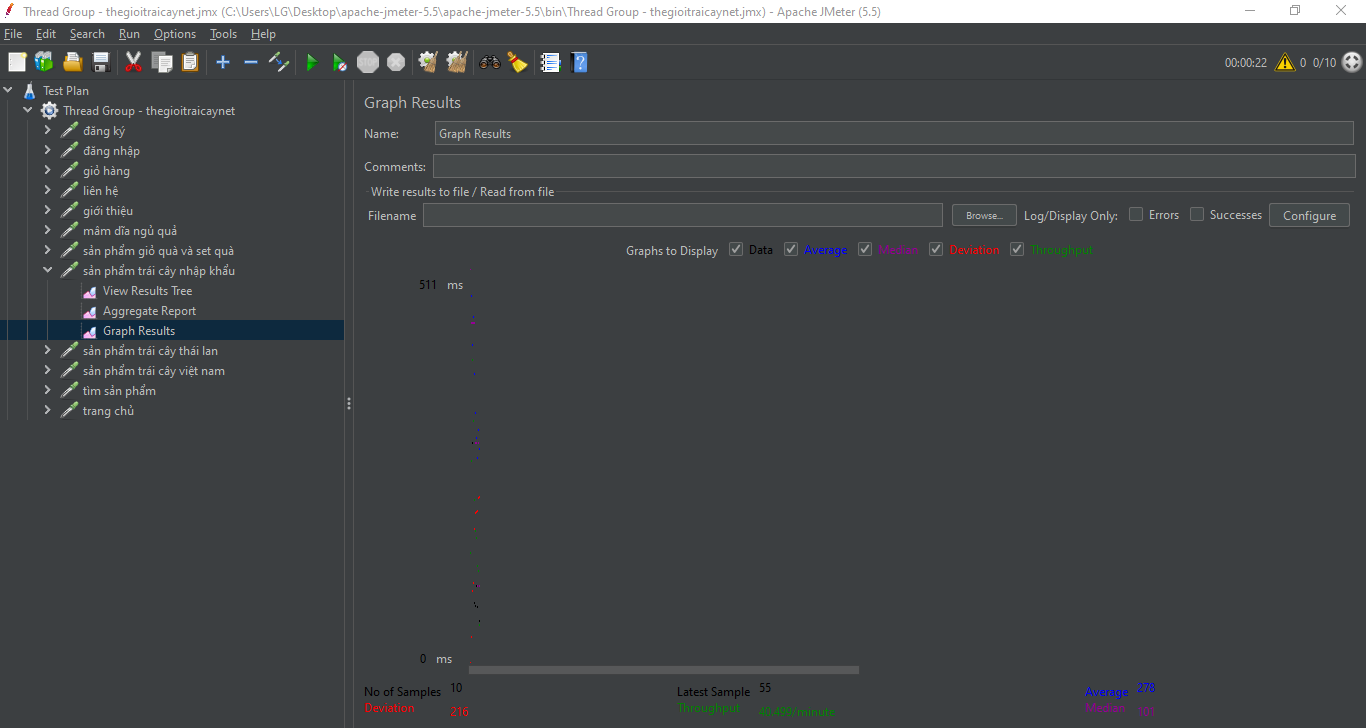 Thread Group - thegioitraicaynet.jmx (C:\Users\LG\Desktop\apache-jmeter-5.5\apache-jmeter-5.5\bin\Thread Group - thegioitraicaynet.jmx) - Apache JMeter (5.5)
File Edit Search Run Options Tools Help
STOP 00:00:22 0 0/10
Test Plan
Thread Group - thegioitraicaynet
đăng ký
đăng nhập
giỏ hàng
liên hệ
giới thiệu
mâm dĩa ngủ quả
sản phẩm giỏ quà và set quà
sản phẩm trái cây nhập khẩu
View Results Tree
Aggregate Report
Graph Results
sản phẩm trái cây thái lan
sản phẩm trái cây việt nam
tìm sản phẩm
trang chủ
Graph Results
Name: Graph Results
Comments:
Write results to file / Read from file
Filename Browse... Log/Display Only: Errors Successes Configure
Graphs to Display Data Average Median Deviation Throughput
511 ms
0 ms
No of Samples 10 Latest Sample 55 Average 278
Deviation 216 Throughput 40.499/minute Median